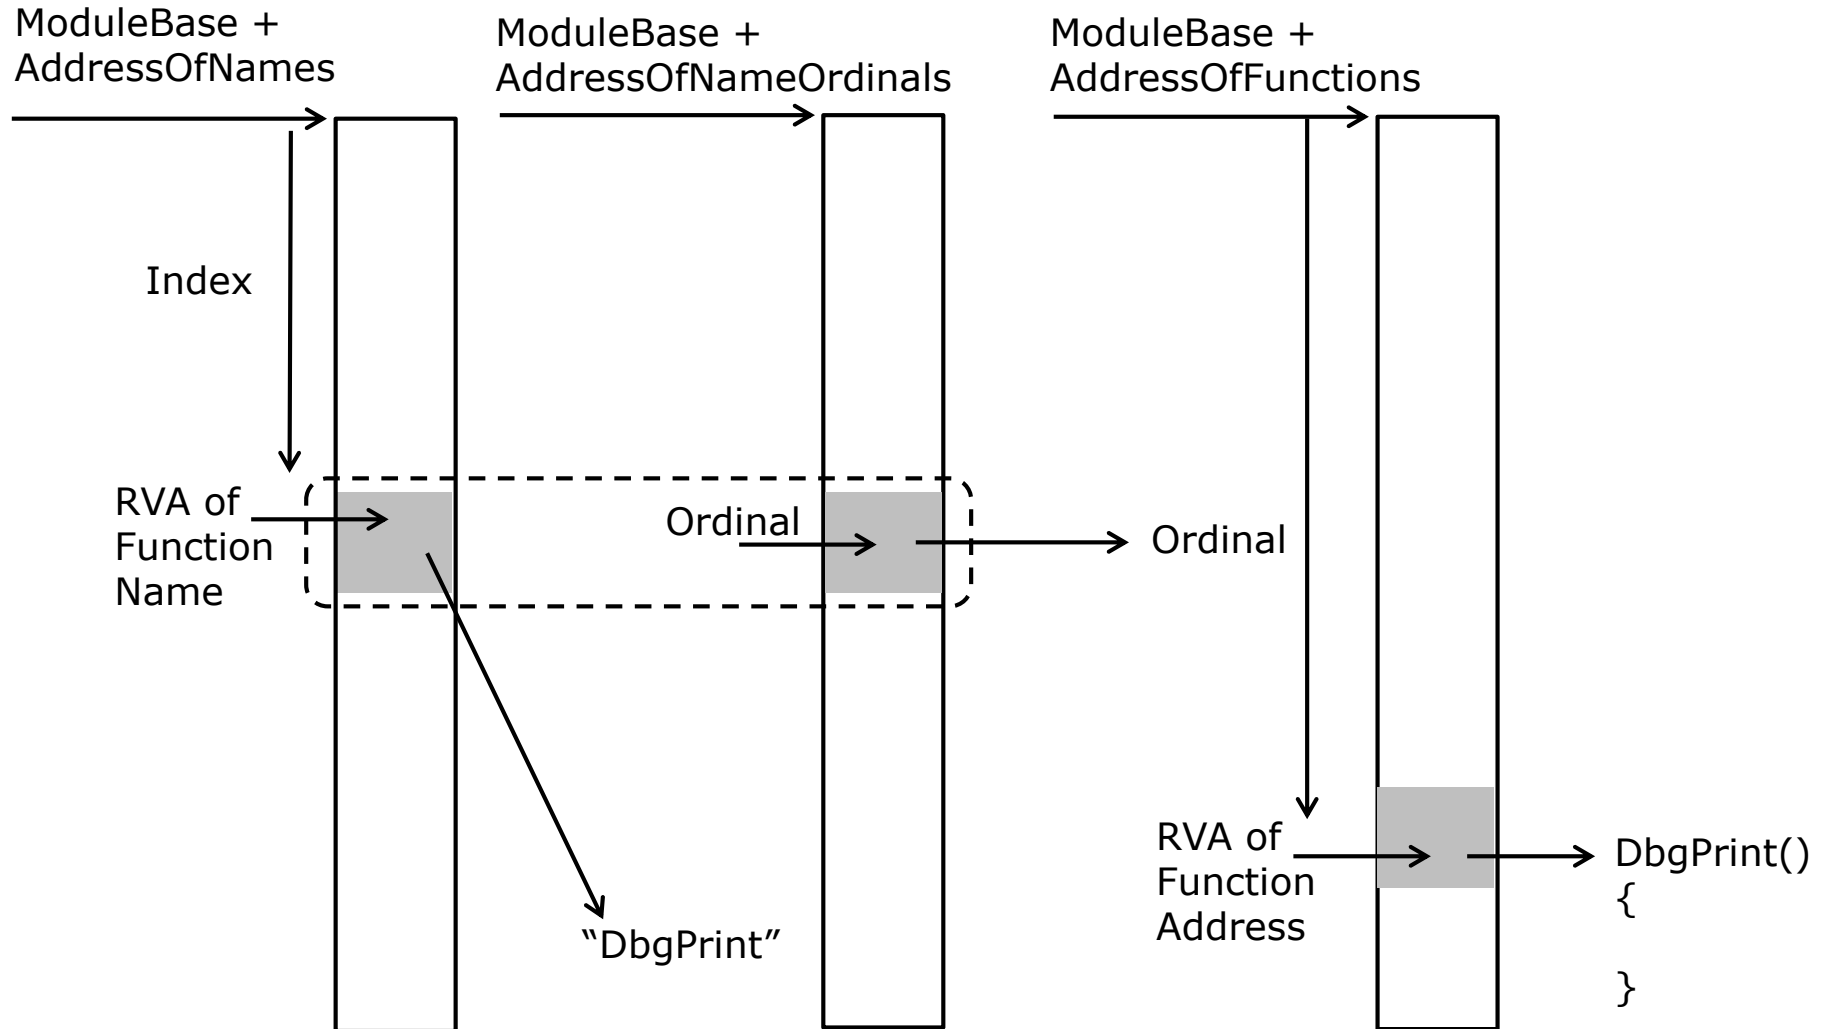 ModuleBase +
AddressOfNames
ModuleBase +
AddressOfNameOrdinals
ModuleBase +
AddressOfFunctions
Index
RVA of
Function
Name
Ordinal
Ordinal
“DbgPrint”
RVA of
Function
Address
DbgPrint()
{
}